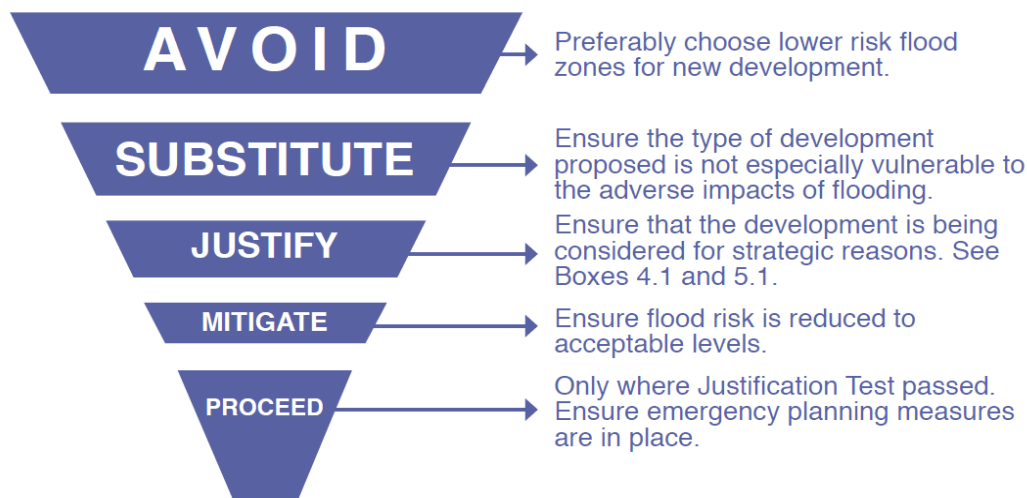 AVOID
Preferably choose lower risk flood
zones for new development.
SUBSTITUTE
Ensure the type of development
proposed is not especially vulnerable to
the adverse impacts of flooding.
JUSTIFY
Ensure that the development is being
considered for strategic reasons. See
Boxes 4.1 and 5.1.
MITIGATE
Ensure flood risk is reduced to
acceptable levels.
PROCEED
Only where Justification Test passed.
Ensure emergency planning measures
are in place.